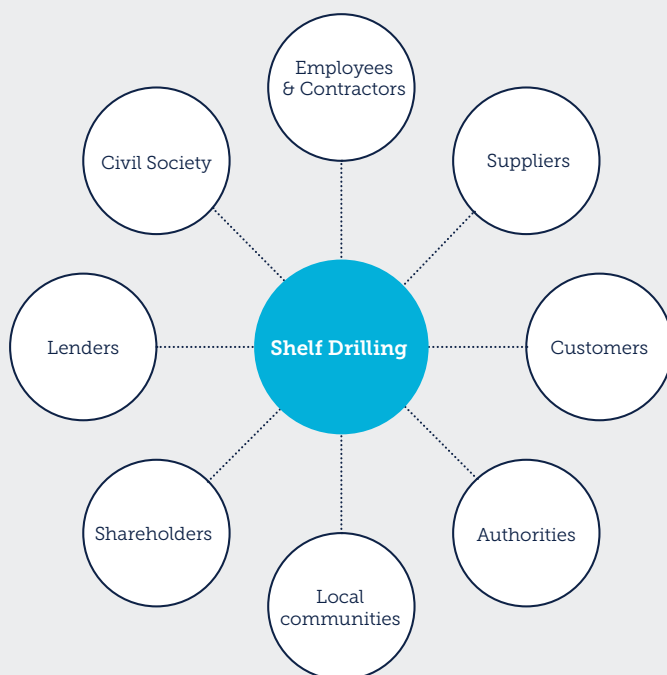 Employees
& Contractors
Civil Society
Suppliers
Lenders
Shelf Drilling
Customers
Shareholders
Authorities
Local
communities